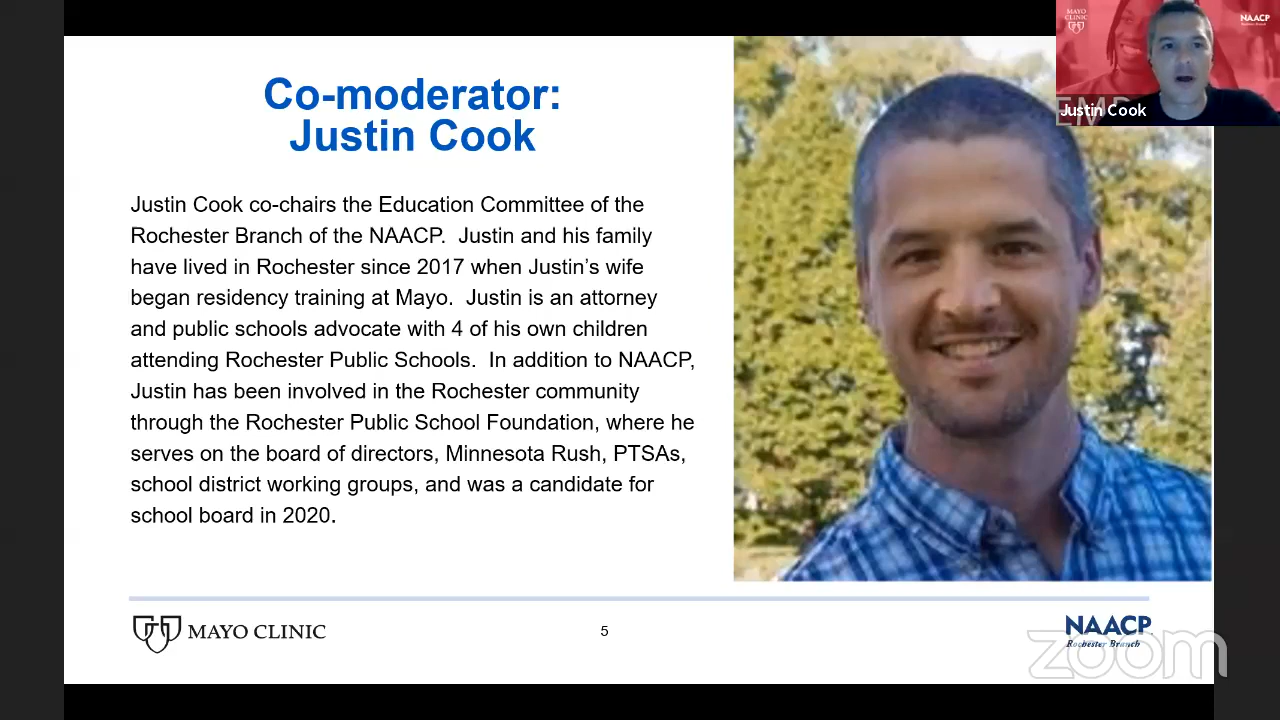 Co-moderator:
Justin Cook
Justin Cook co-chairs the Education Committee of the
Rochester Branch of the NAACP.  Justin and his family
have lived in Rochester since 2017 when Justin’s wife
began residency training at Mayo.  Justin is an attorney
and public schools advocate with 4 of his own children
attending Rochester Public Schools.  In addition to NAACP,
Justin has been involved in the Rochester community
through the Rochester Public School Foundation, where he
serves on the board of directors, Minnesota Rush, PTSAs,
school district working groups, and was a candidate for
school board in 2020.
MAYO CLINIC
5
NAACP
Rochester Branch
zoom
MAYO
CLINIC
NAACP
Justin Cook